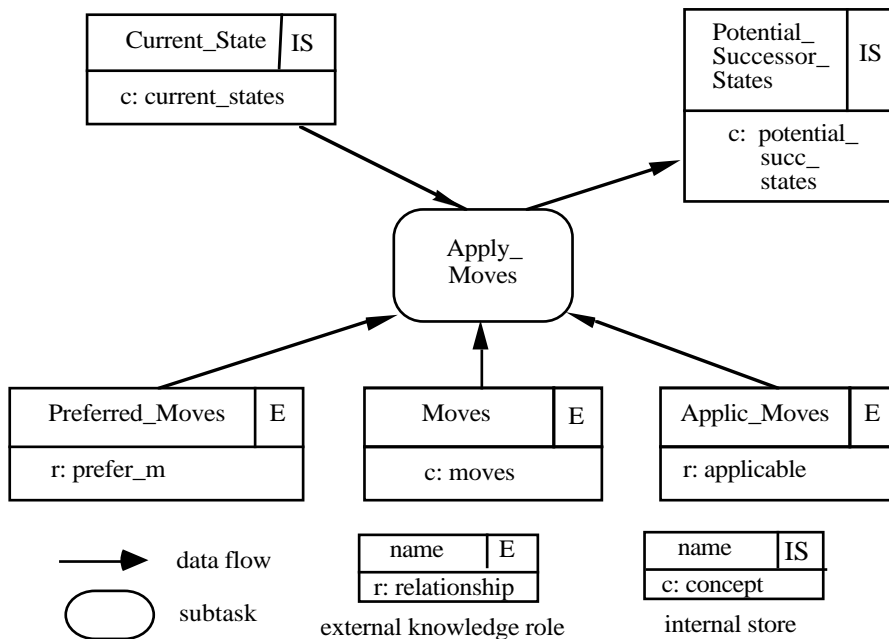 Current_State IS
c: current_states
Potential_
Successor_
States
IS
c: potential_
succ_
states
Apply_
Moves
Preferred_Moves E
r: prefer_m
Moves E
c: moves
Applic_Moves E
r: applicable
data flow
subtask
name E
r: relationship
external knowledge role
name IS
c: concept
internal store